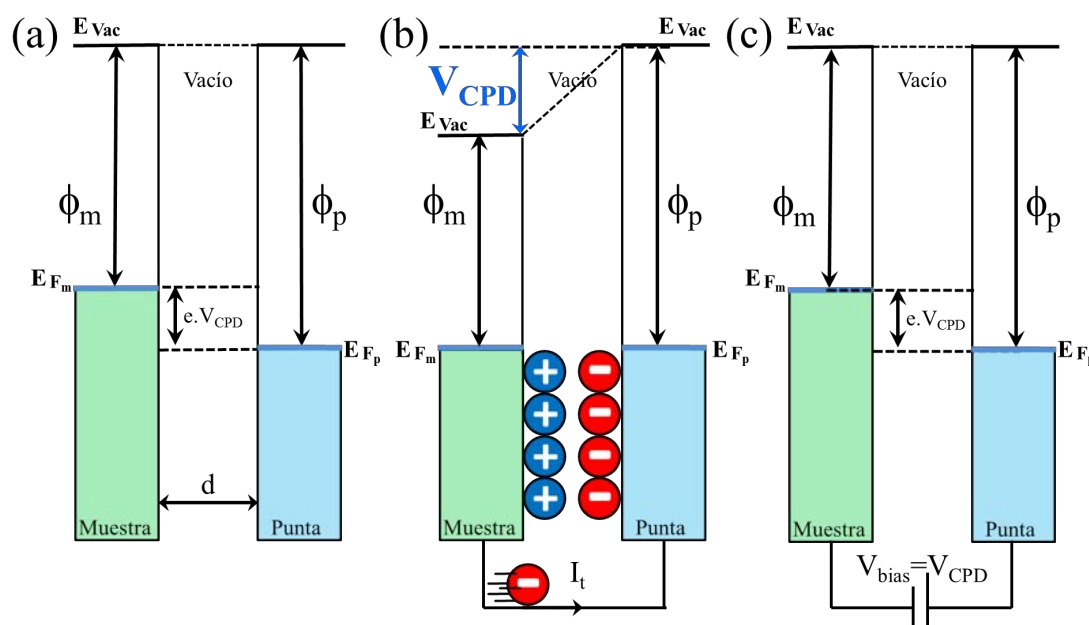 (a)
E Vac
Vacío
ϕm
ϕp
E Fm
e.VCPD
E Fp
d
Muestra
Punta
(b)
E Vac
VCPD
Vacío
E Vac
ϕm
ϕp
E Fm
E Fp
+ −
+ −
+ −
+ −
Muestra
Punta
−
It
(c)
E Vac
Vacío
ϕm
ϕp
E Fm
e.VCPD
E Fp
Muestra
Punta
Vbias=VCPD